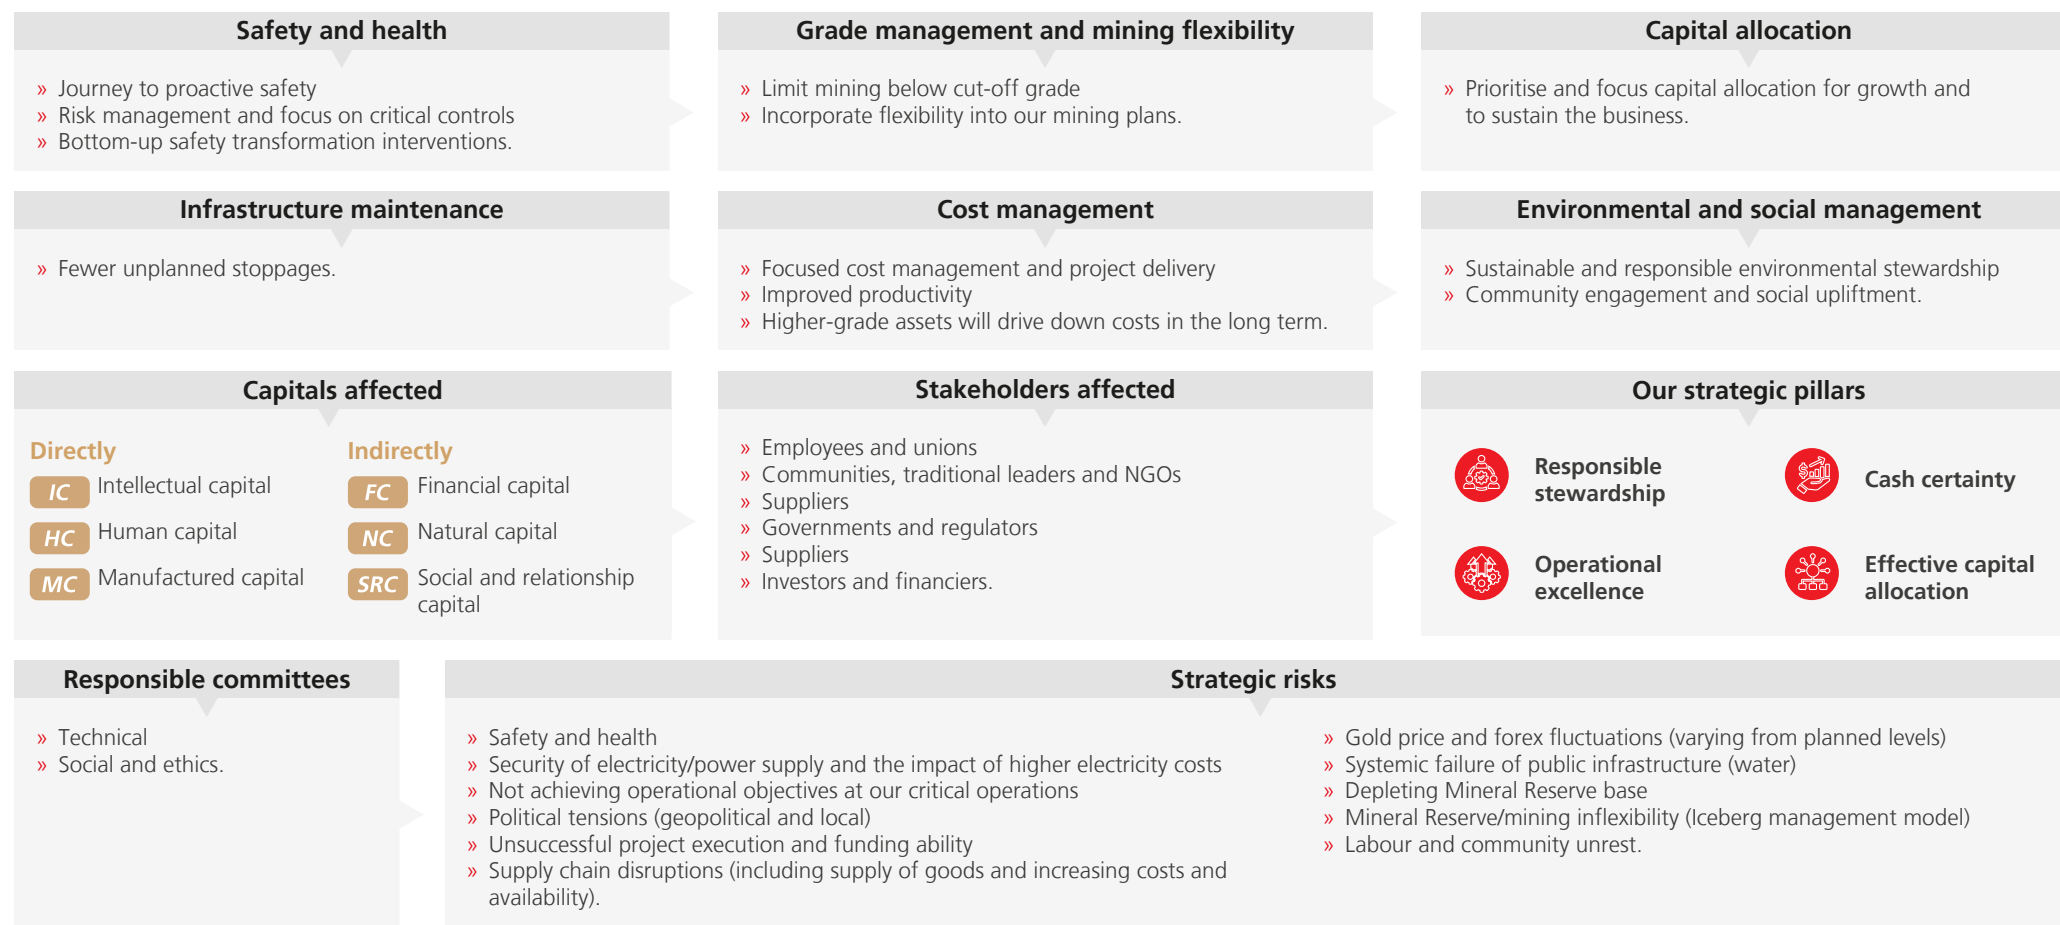 Safety and health
» Journey to proactive safety
» Risk management and focus on critical controls
» Bottom-up safety transformation interventions.
Grade management and mining flexibility
» Limit mining below cut-off grade
» Incorporate flexibility into our mining plans.
Capital allocation
» Prioritise and focus capital allocation for growth and
to sustain the business.
Infrastructure maintenance
» Fewer unplanned stoppages.
Cost management
» Focused cost management and project delivery
» Improved productivity
» Higher-grade assets will drive down costs in the long term.
Environmental and social management
» Sustainable and responsible environmental stewardship
» Community engagement and social upliftment.
Capitals affected
Directly
IC Intellectual capital
HC Human capital
MC Manufactured capital
Indirectly
FC Financial capital
NC Natural capital
SRC Social and relationship
capital
Stakeholders affected
» Employees and unions
» Communities, traditional leaders and NGOs
» Suppliers
» Governments and regulators
» Suppliers
» Investors and financiers.
Our strategic pillars
Responsible
stewardship
Cash certainty
Operational
excellence
Effective capital
allocation
Responsible committees
» Technical
» Social and ethics.
Strategic risks
» Safety and health
» Security of electricity/power supply and the impact of higher electricity costs
» Not achieving operational objectives at our critical operations
» Political tensions (geopolitical and local)
» Unsuccessful project execution and funding ability
» Supply chain disruptions (including supply of goods and increasing costs and
availability).
» Gold price and forex fluctuations (varying from planned levels)
» Systemic failure of public infrastructure (water)
» Depleting Mineral Reserve base
» Mineral Reserve/mining inflexibility (Iceberg management model)
» Labour and community unrest.